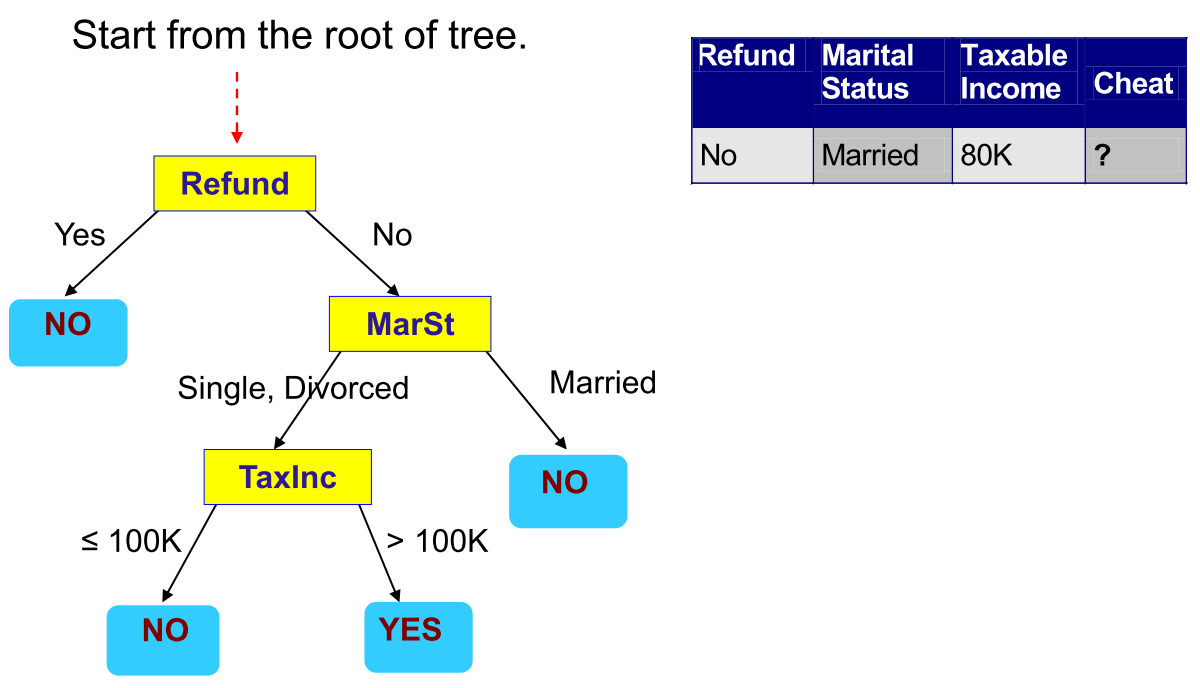 Start from the root of tree.
Refund
Marital Status
Taxable Income
Cheat
No
Married
80K
?
Refund
Yes
No
NO
MarSt
Single, Divorced
Married
TaxInc
NO
≤ 100K
> 100K
NO
YES